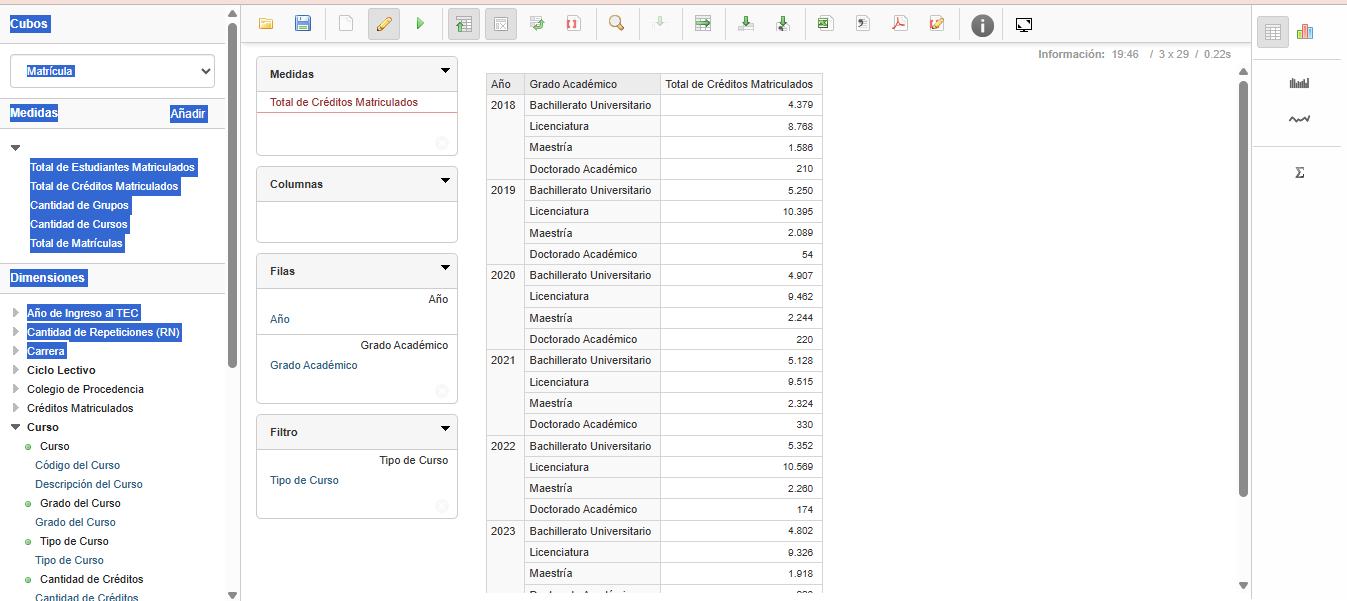 Cubos
Matrícula
Medidas Añadir
Total de Estudiantes Matriculados
Total de Créditos Matriculados
Cantidad de Grupos
Cantidad de Cursos
Total de Matrículas
Dimensiones
Año de Ingreso al TEC
Cantidad de Repeticiones (RN)
Carrera
Ciclo Lectivo
Colegio de Procedencia
Créditos Matriculados
Curso
Curso
Código del Curso
Descripción del Curso
Grado del Curso
Grado del Curso
Tipo de Curso
Tipo de Curso
Cantidad de Créditos
Cantidad de Créditos
Medidas
Total de Créditos Matriculados
Columnas
Filas
Año
Año
Grado Académico
Grado Académico
Filtro
Tipo de Curso
Tipo de Curso
Información: 19:46 / 3 x 29 / 0.22s
Año Grado Académico Total de Créditos Matriculados
2018 Bachillerato Universitario 4.379
Licenciatura 8.768
Maestría 1.586
Doctorado Académico 210
2019 Bachillerato Universitario 5.250
Licenciatura 10.395
Maestría 2.089
Doctorado Académico 54
2020 Bachillerato Universitario 4.907
Licenciatura 9.462
Maestría 2.244
Doctorado Académico 220
2021 Bachillerato Universitario 5.128
Licenciatura 9.515
Maestría 2.324
Doctorado Académico 330
2022 Bachillerato Universitario 5.352
Licenciatura 10.569
Maestría 2.260
Doctorado Académico 174
2023 Bachillerato Universitario 4.802
Licenciatura 9.326
Maestría 1.918
Doctorado Académico
Σ